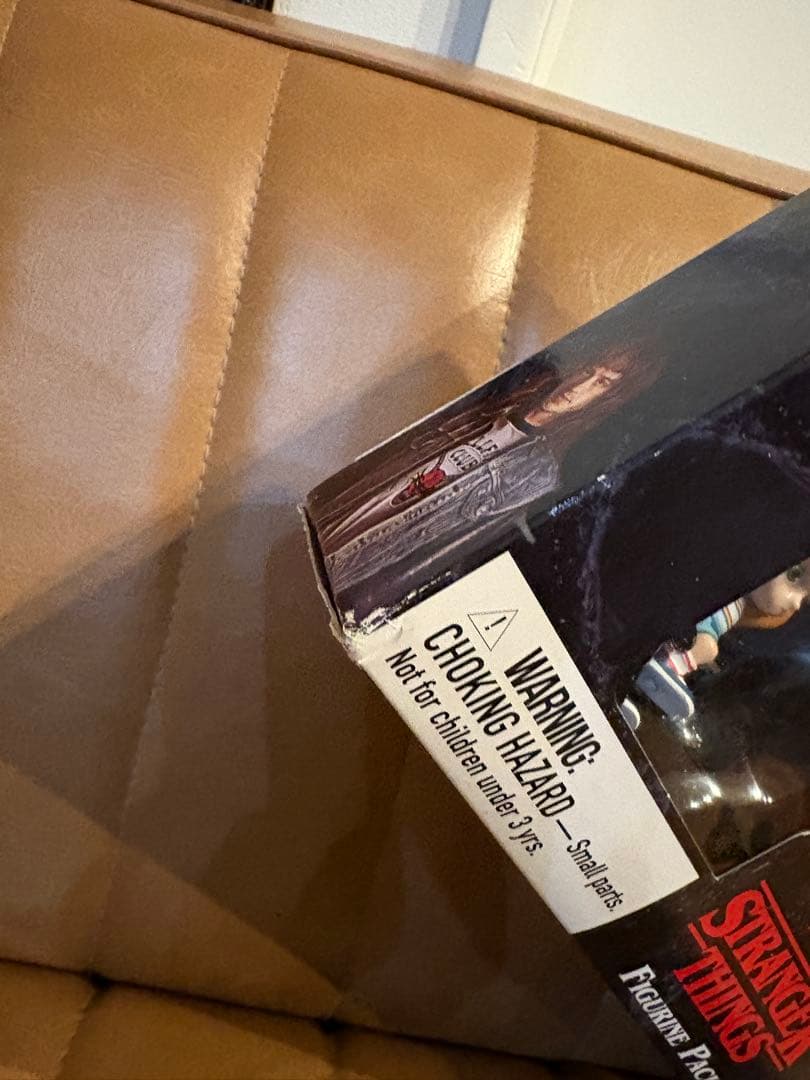 WARNING:
CHOKING HAZARD — Small parts.
Not for children under 3 yrs.
STRANGER
THINGS
FIGURINE PAC